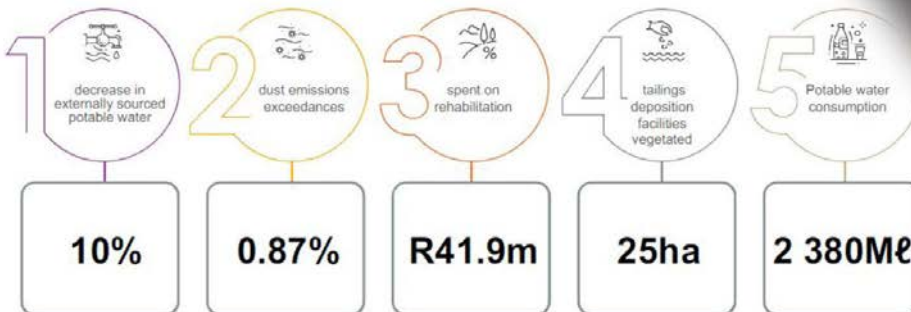 1
decrease in
externally sourced
potable water
10%
2
dust emissions
exceedances
0.87%
3
spent on
rehabilitation
R41.9m
4
tailings
deposition
facilities
vegetated
25ha
5
Potable water
consumption
2 380Mℓ